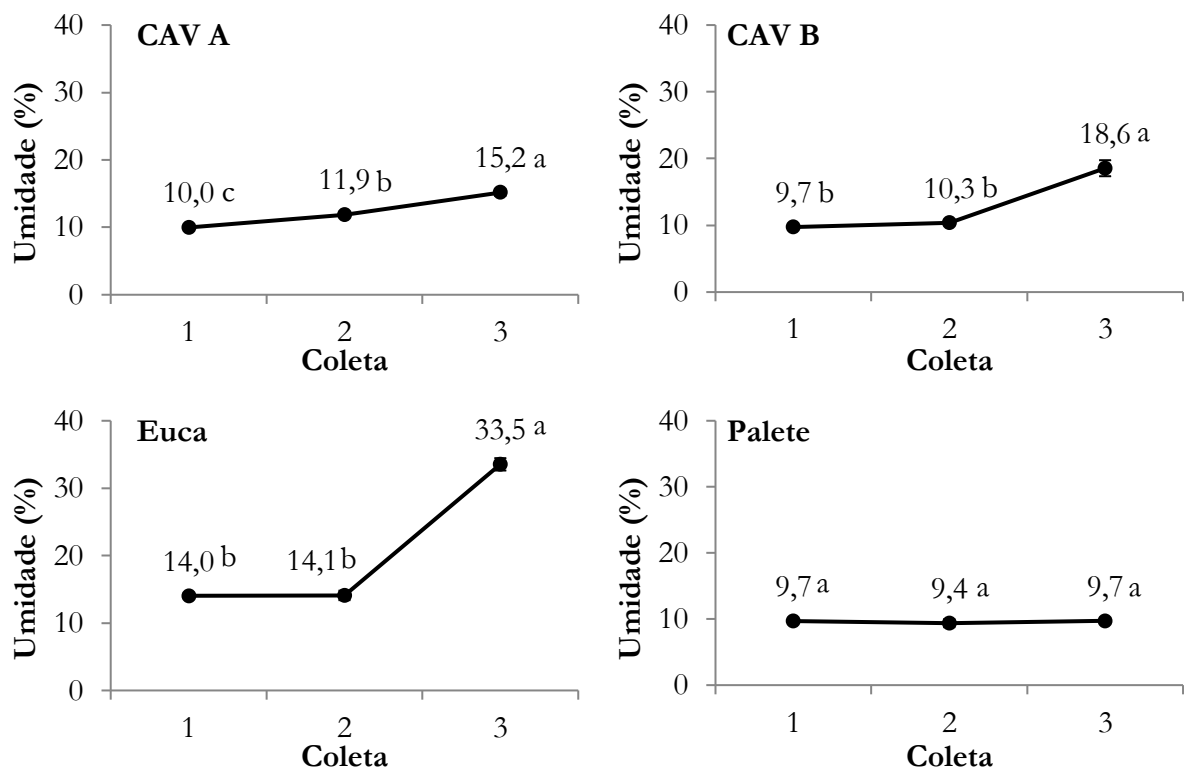 CAV A
Umidade (%)
40
30
20
10
0
10,0 c
11,9 b
15,2 a
1
2
3
Coleta
CAV B
Umidade (%)
40
30
20
10
0
9,7 b
10,3 b
18,6 a
1
2
3
Coleta
Euca
Umidade (%)
40
30
20
10
0
14,0 b
14,1 b
33,5 a
1
2
3
Coleta
Palete
Umidade (%)
40
30
20
10
0
9,7 a
9,4 a
9,7 a
1
2
3
Coleta